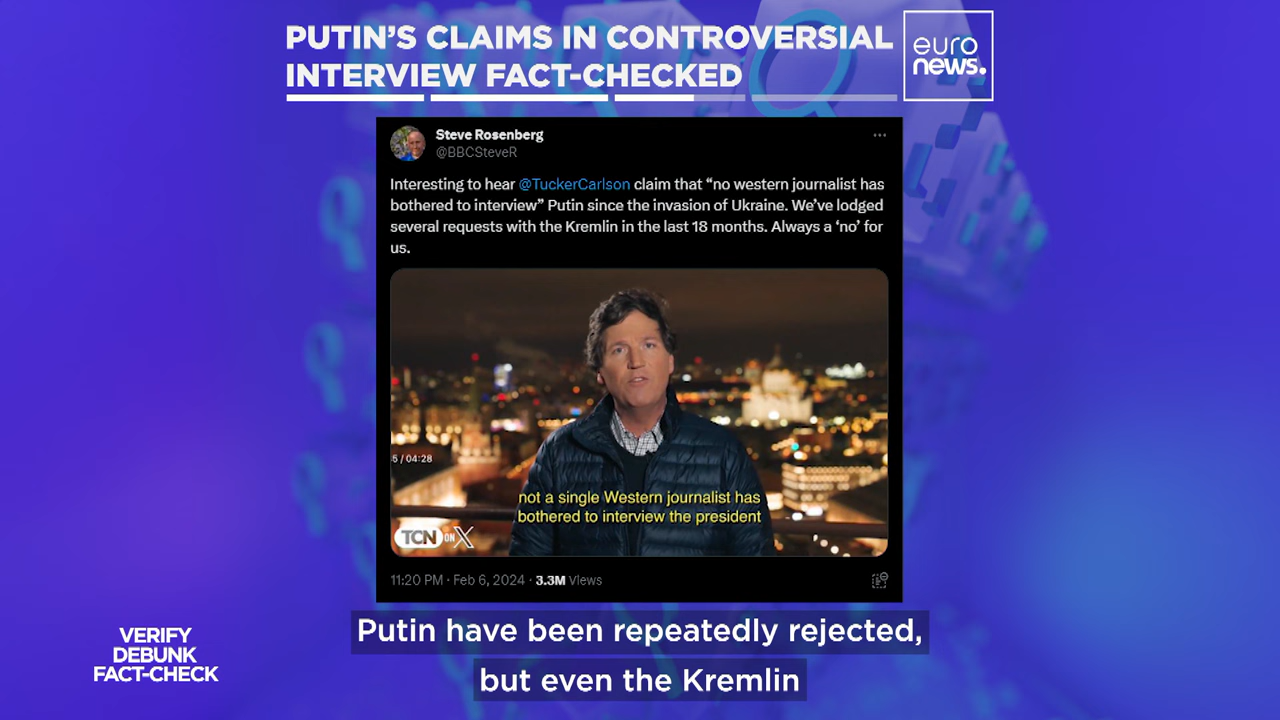 PUTIN'S CLAIMS IN CONTROVERSIAL
INTERVIEW FACT-CHECKED
euro
news.
Steve Rosenberg
@BBCSteveR
Interesting to hear @TuckerCarlson claim that “no western journalist has
bothered to interview” Putin since the invasion of Ukraine. We’ve lodged
several requests with the Kremlin in the last 18 months. Always a ‘no’ for
us.
5 / 04:28
not a single Western journalist has
bothered to interview the president
TCN ON X
11:20 PM · Feb 6, 2024 · 3.3M Views
Putin have been repeatedly rejected,
but even the Kremlin
VERIFY
DEBUNK
FACT-CHECK